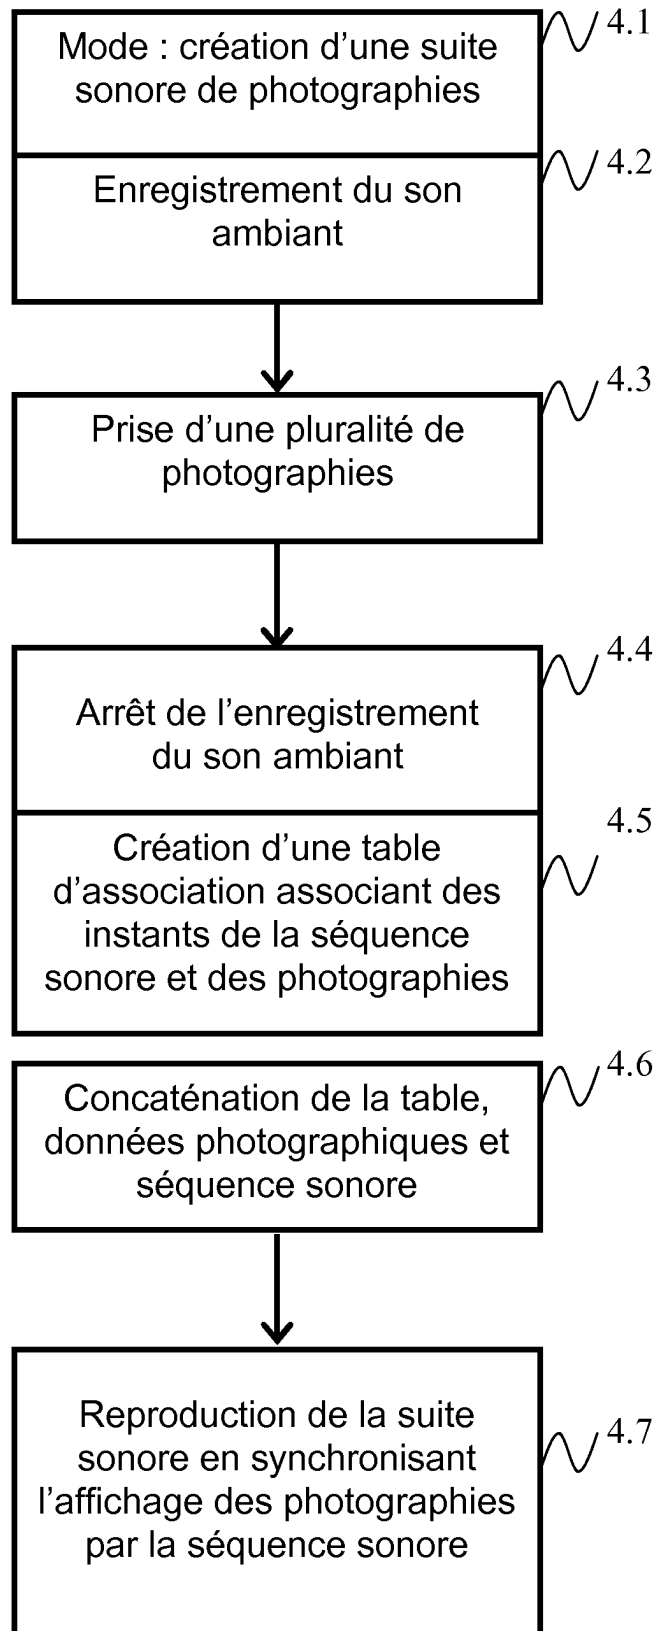 4.1
Mode : création d'une suite
sonore de photographies
4.2
Enregistrement du son
ambiant
4.3
Prise d'une pluralité de
photographies
4.4
Arrêt de l'enregistrement
du son ambiant
4.5
Création d'une table
d'association associant des
instants de la séquence
sonore et des photographies
4.6
Concaténation de la table,
données photographiques et
séquence sonore
4.7
Reproduction de la suite
sonore en synchronisant
l'affichage des photographies
par la séquence sonore